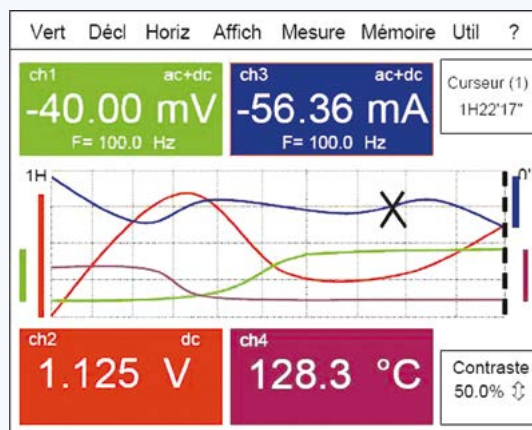 Vert Décl Horiz Affich Mesure Mémoire Util ?
ch1 ac+dc
-40.00 mV
F= 100.0 Hz
ch3 ac+dc
-56.36 mA
F= 100.0 Hz
Curseur (1)
1H22'17"
1H 0'
ch2 dc
1.125 V
ch4
128.3 °C
Contraste
50.0%